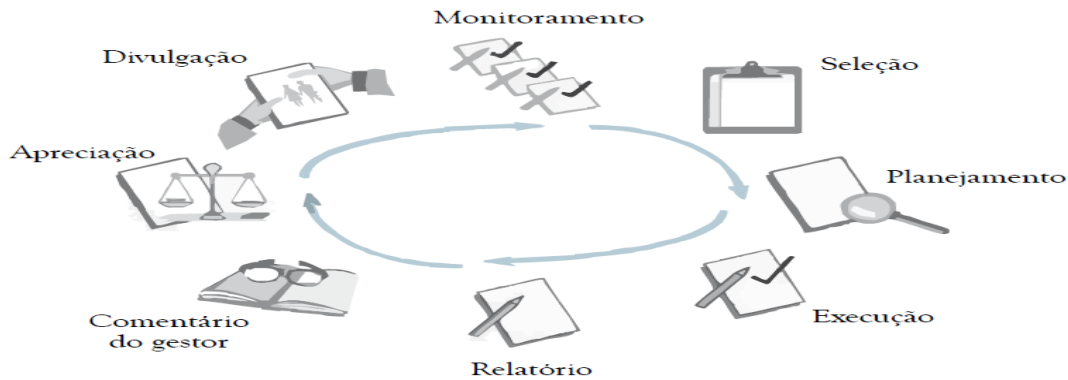 Monitoramento
Seleção
Planejamento
Execução
Relatório
Comentário
do gestor
Apreciação
Divulgação